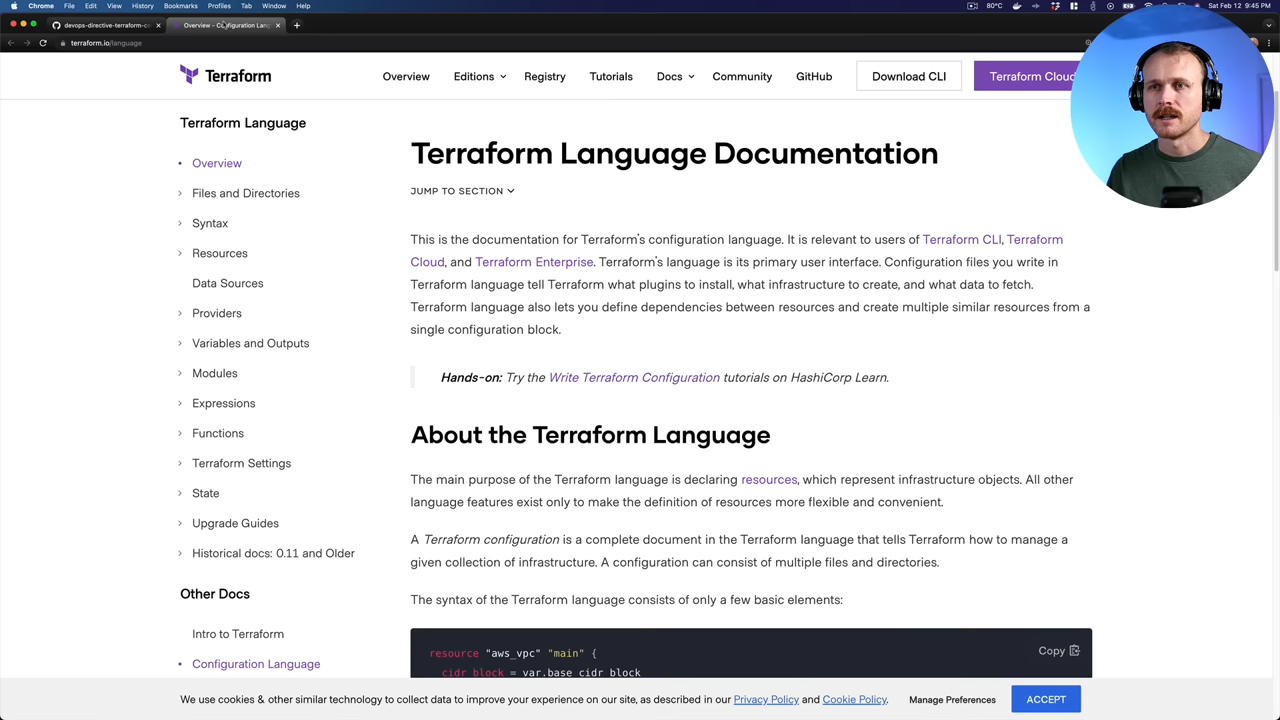 Chrome File Edit View History Bookmarks Profiles Tab Window Help
80°C
Sat Feb 12 9:45 PM
devops-directive-terraform-co
Overview - Configuration Lang
terraform.io/language
Terraform
Overview Editions Registry Tutorials Docs Community GitHub Download CLI Terraform Cloud
Terraform Language
Overview
Files and Directories
Syntax
Resources
Data Sources
Providers
Variables and Outputs
Modules
Expressions
Functions
Terraform Settings
State
Upgrade Guides
Historical docs: 0.11 and Older
Other Docs
Intro to Terraform
Configuration Language
Terraform Language Documentation
JUMP TO SECTION
This is the documentation for Terraform's configuration language. It is relevant to users of Terraform CLI, Terraform
Cloud, and Terraform Enterprise. Terraform's language is its primary user interface. Configuration files you write in
Terraform language tell Terraform what plugins to install, what infrastructure to create, and what data to fetch.
Terraform language also lets you define dependencies between resources and create multiple similar resources from a
single configuration block.
Hands-on: Try the Write Terraform Configuration tutorials on HashiCorp Learn.
About the Terraform Language
The main purpose of the Terraform language is declaring resources, which represent infrastructure objects. All other
language features exist only to make the definition of resources more flexible and convenient.
A Terraform configuration is a complete document in the Terraform language that tells Terraform how to manage a
given collection of infrastructure. A configuration can consist of multiple files and directories.
The syntax of the Terraform language consists of only a few basic elements:
resource "aws_vpc" "main" {
Copy
cidr_block = var.base_cidr_block
We use cookies & other similar technology to collect data to improve your experience on our site, as described in our Privacy Policy and Cookie Policy.
Manage Preferences
ACCEPT